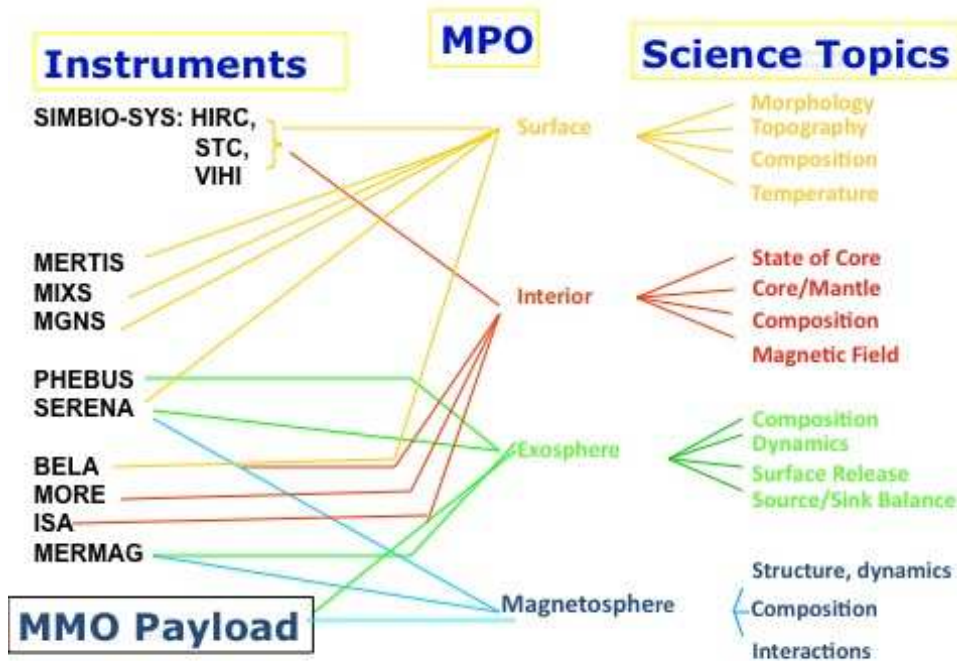 MPO
Instruments
Science Topics
SIMBIO-SYS: HIRC,
STC,
VIHI
MERTIS
MIXS
MGNS
PHEBUS
SERENA
BELA
MORE
ISA
MERMAG
MMO Payload
Surface
Interior
Exosphere
Magnetosphere
Morphology
Topography
Composition
Temperature
State of Core
Core/Mantle
Composition
Magnetic Field
Composition
Dynamics
Surface Release
Source/Sink Balance
Structure, dynamics
Composition
Interactions